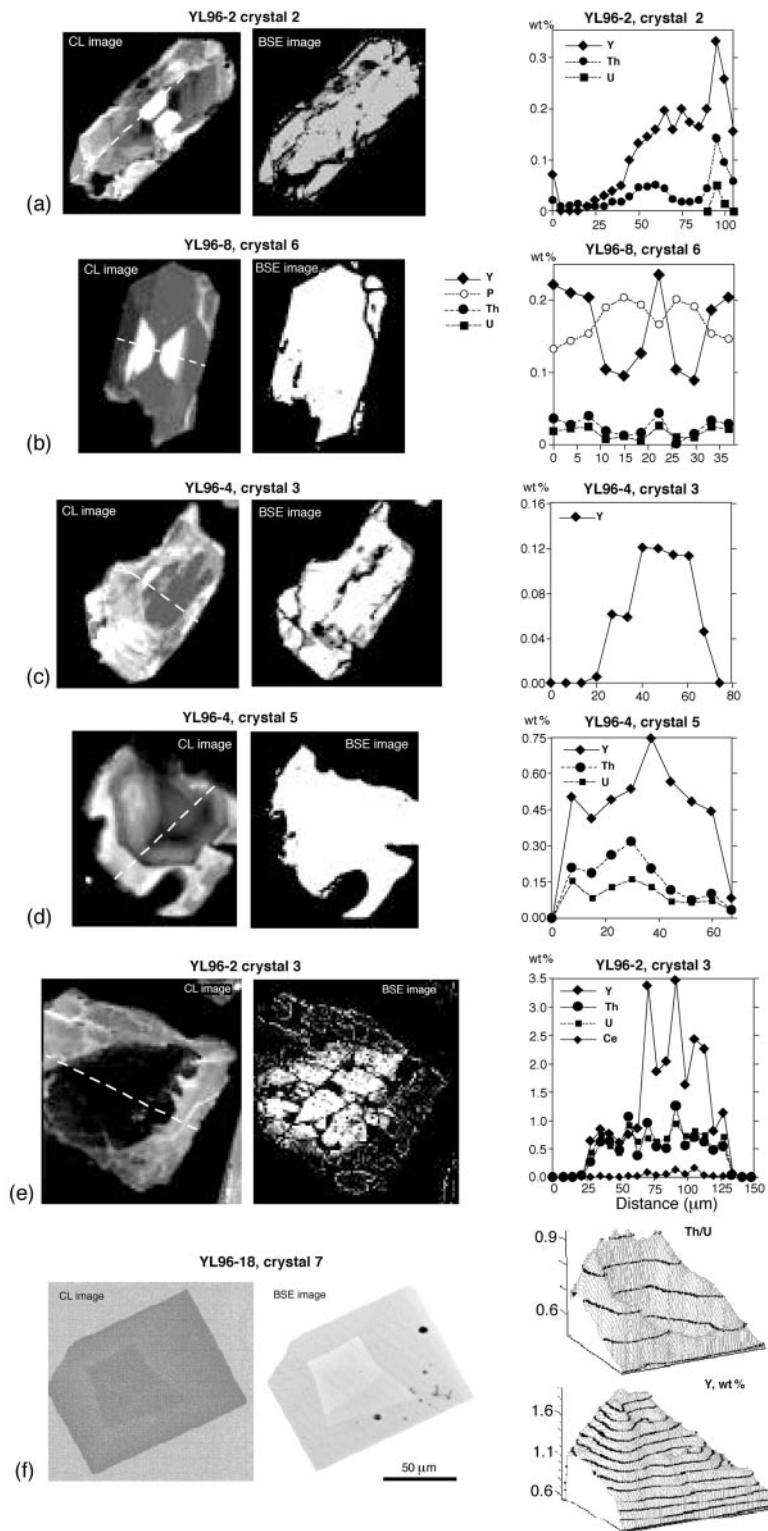 YL96-2 crystal 2
CL image
BSE image
(a)
YL96-2, crystal 2
wt%
Y
Th
U
0.3
0.2
0.1
0
0 25 50 75 100
YL96-8, crystal 6
CL image
BSE image
(b)
Y
P
Th
U
YL96-8, crystal 6
wt%
0.2
0.1
0
0 5 10 15 20 25 30 35
YL96-4, crystal 3
CL image
BSE image
(c)
YL96-4, crystal 3
wt%
Y
0.16
0.12
0.08
0.04
0.00
0 20 40 60 80
YL96-4, crystal 5
CL image
BSE image
(d)
YL96-4, crystal 5
wt%
Y
Th
U
0.75
0.60
0.45
0.30
0.15
0.00
0 20 40 60
YL96-2 crystal 3
CL image
BSE image
(e)
YL96-2, crystal 3
wt%
Y
Th
U
Ce
3.5
3.0
2.5
2.0
1.5
1.0
0.5
0.0
0 25 50 75 100 125 150
Distance (μm)
YL96-18, crystal 7
CL image
BSE image
(f)
50 μm
Th/U
0.9
0.6
Y, wt%
1.6
1.1
0.6